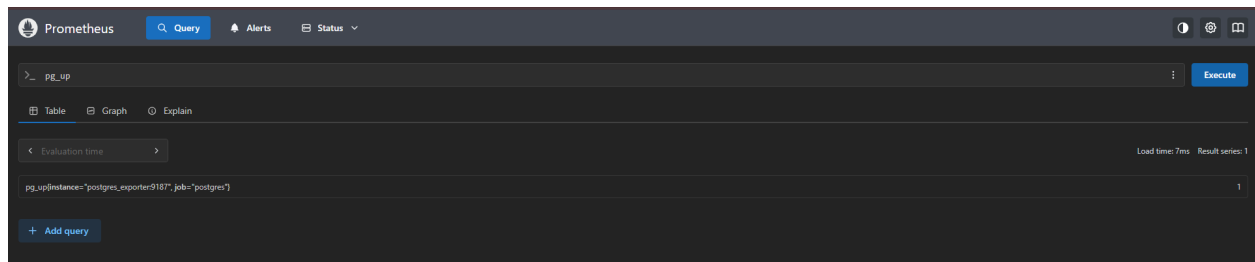 Prometheus Query Alerts Status
>_ pg_up Execute
Table Graph Explain
Evaluation time Load time: 7ms Result series: 1
pg_up{instance="postgres_exporter:9187", job="postgres"} 1
+ Add query